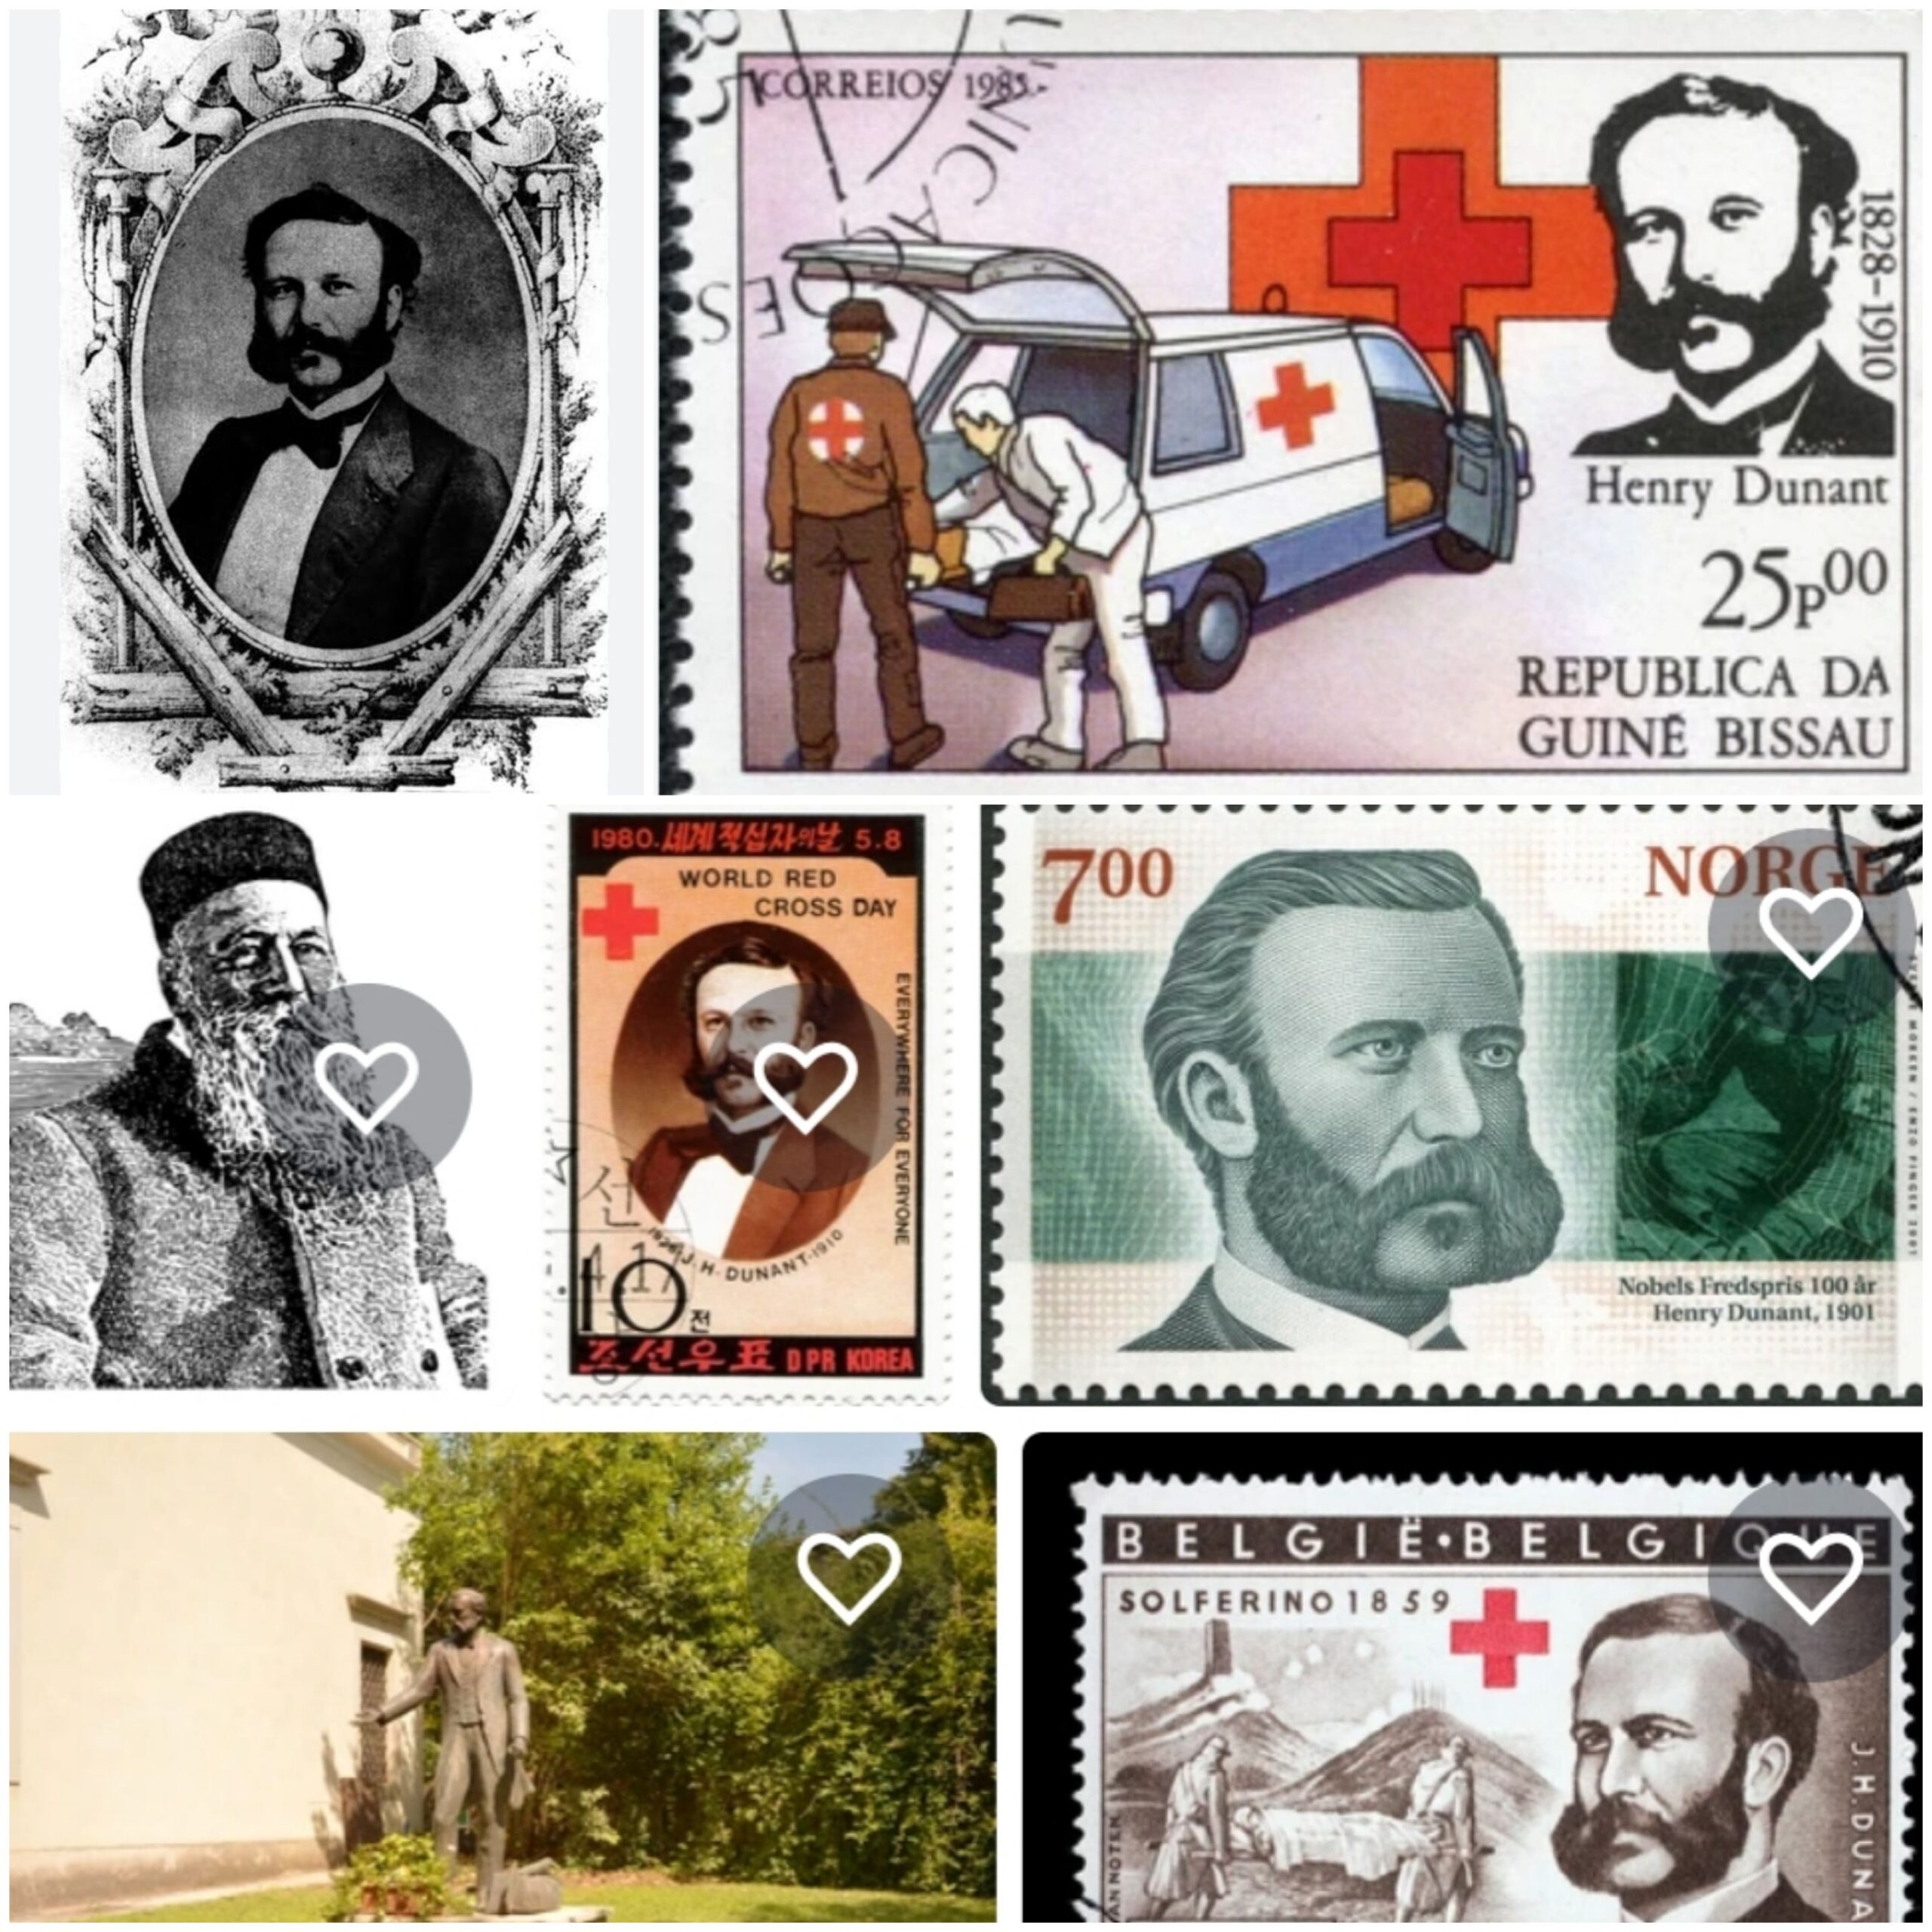 CORREIOS 1985
1828-1910
Henry Dunant
25P00
REPUBLICA DA
GUINÉ BISSAU
1980.세계적십자의날 5.8
WORLD RED
CROSS DAY
EVERYWHERE FOR EVERYONE
J.H.DUNANT-1910
선
10전
조선우표 DPR KOREA
700
NORGE
Nobels Fredspris 100 år
Henry Dunant, 1901
BELGIË•BELGIQUE
SOLFERINO 1859
J.H.DUNA